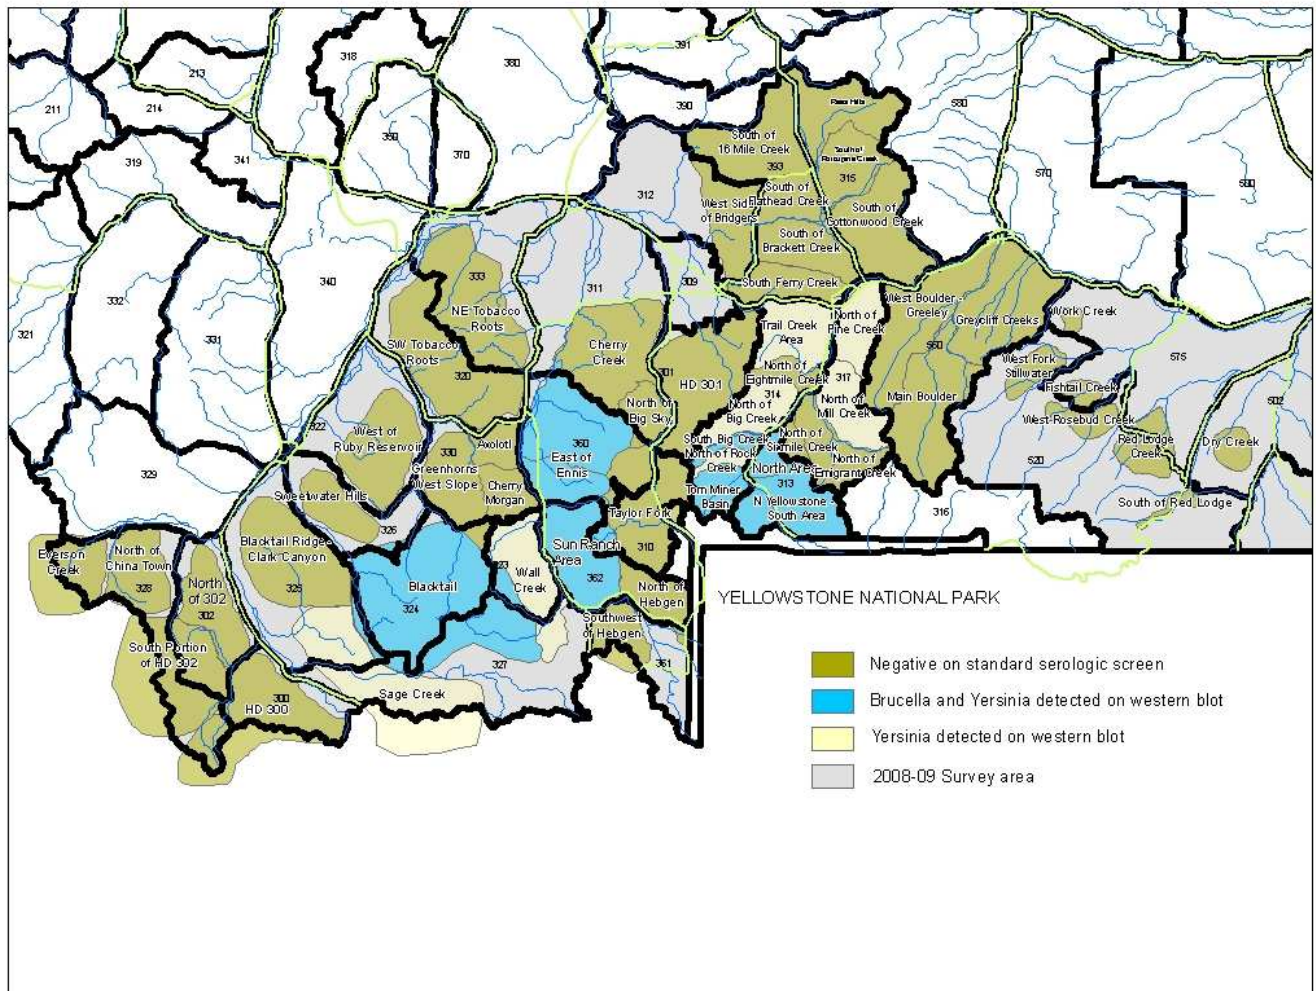 391
380
318
213
211
214
390
580
Pass Hills
350
341
370
South of
16 Mile Creek
South of
Porcupine Creek
319
393
315
570
590
312
South of
Flathead Creek
West Side
of Bridgers
South of
Cottonwood Creek
South of
Brackett Creek
333
340
311
309
South Ferry Creek
332
321
331
NE Tobacco
Roots
West Boulder -
Greeley
Greycliff Creeks
Work Creek
Trail Creek
Area
North of
Pine Creek
SW Tobacco
Roots
Cherry
Creek
560
575
West Fork
Stillwater
320
301
HD 301
North of
Eightmile Creek
317
Fishtail Creek
314
Main Boulder
502
North of
Big Sky
North of
Big Creek
North of
Mill Creek
West Rosebud Creek
322
West of
Ruby Reservoir
Axolotl
360
East of
Ennis
South Big Creek
North of Rock
Creek
North of
Sixmile Creek
Red Lodge
Creek
Dry Creek
330
Greenhorns
West Slope
North Area
313
North of
Emigrant Creek
520
329
Sweetwater Hills
Cherry
Morgan
Tom Miner
Basin
N Yellowstone -
South Area
South of Red Lodge
Taylor Fork
316
326
Everson
Creek
North of
China Town
Blacktail Ridge -
Clark Canyon
Sun Ranch
Area
310
328
North
of 302
302
325
Blacktail
324
323
Wall
Creek
362
North of
Hebgen
YELLOWSTONE NATIONAL PARK
Southwest
of Hebgen
South Portion
of HD 302
327
361
Negative on standard serologic screen
Sage Creek
300
HD 300
Brucella and Yersinia detected on western blot
Yersinia detected on western blot
2008-09 Survey area